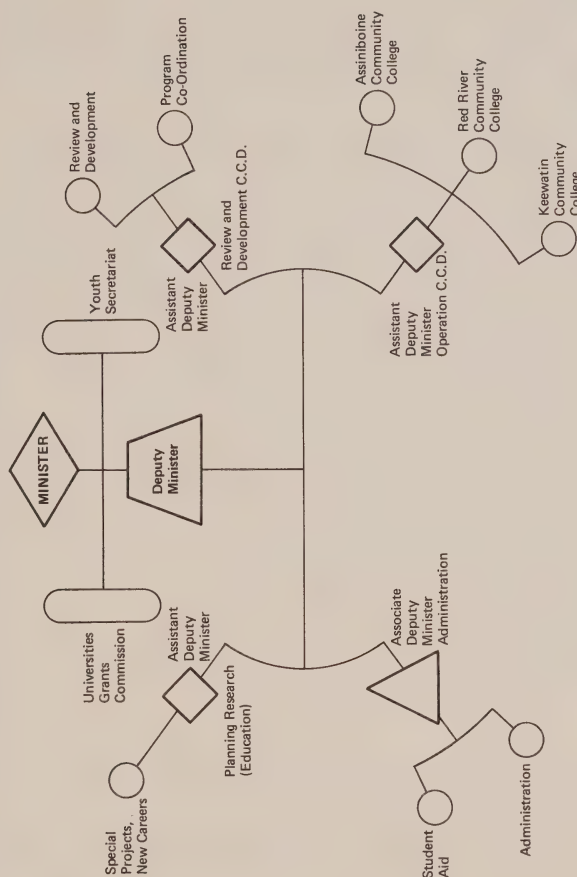 MINISTER
Universities
Grants
Commission
Youth
Secretariat
Deputy
Minister
Special
Projects,
New Careers
Assistant
Deputy
Minister
Planning Research
(Education)
Assistant
Deputy
Minister
Review and
Development C.C.D.
Review and
Development
Program
Co-Ordination
Student
Aid
Administration
Associate
Deputy
Minister
Administration
Assistant
Deputy
Minister
Operation C.C.D.
Assiniboine
Community
College
Red River
Community
College
Keewatin
Community
College